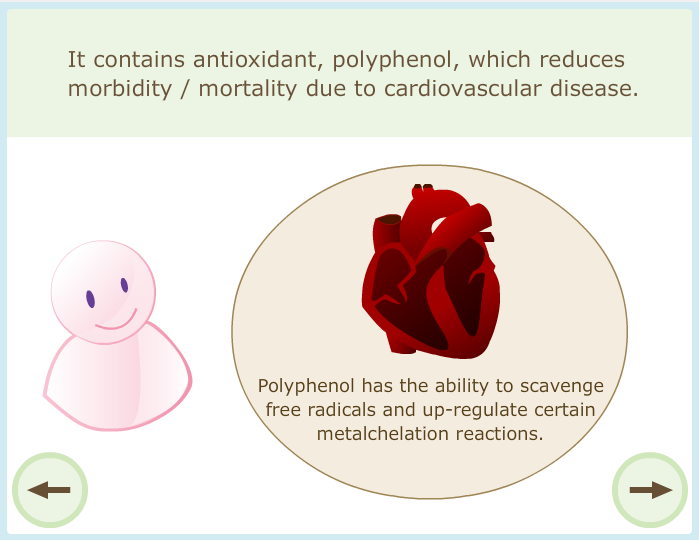 It contains antioxidant, polyphenol, which reduces
morbidity / mortality due to cardiovascular disease.
Polyphenol has the ability to scavenge
free radicals and up-regulate certain
metalchelation reactions.